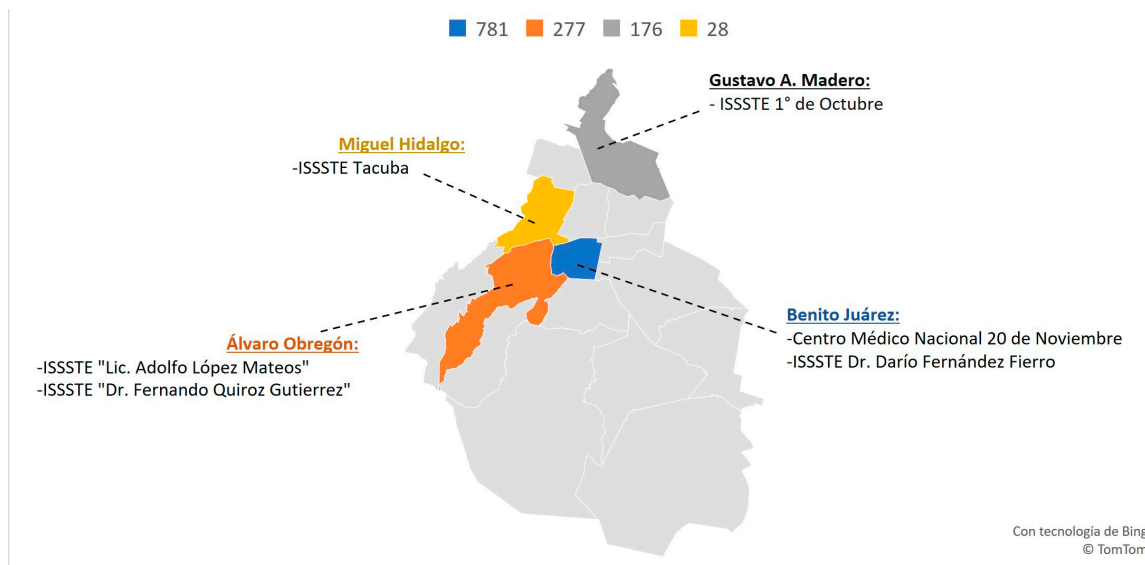 781 277 176 28
Gustavo A. Madero:
- ISSSTE 1° de Octubre
Miguel Hidalgo:
-ISSSTE Tacuba
Benito Juárez:
-Centro Médico Nacional 20 de Noviembre
-ISSSTE Dr. Darío Fernández Fierro
Álvaro Obregón:
-ISSSTE "Lic. Adolfo López Mateos"
-ISSSTE "Dr. Fernando Quiroz Gutierrez"
Con tecnología de Bing
© TomTom